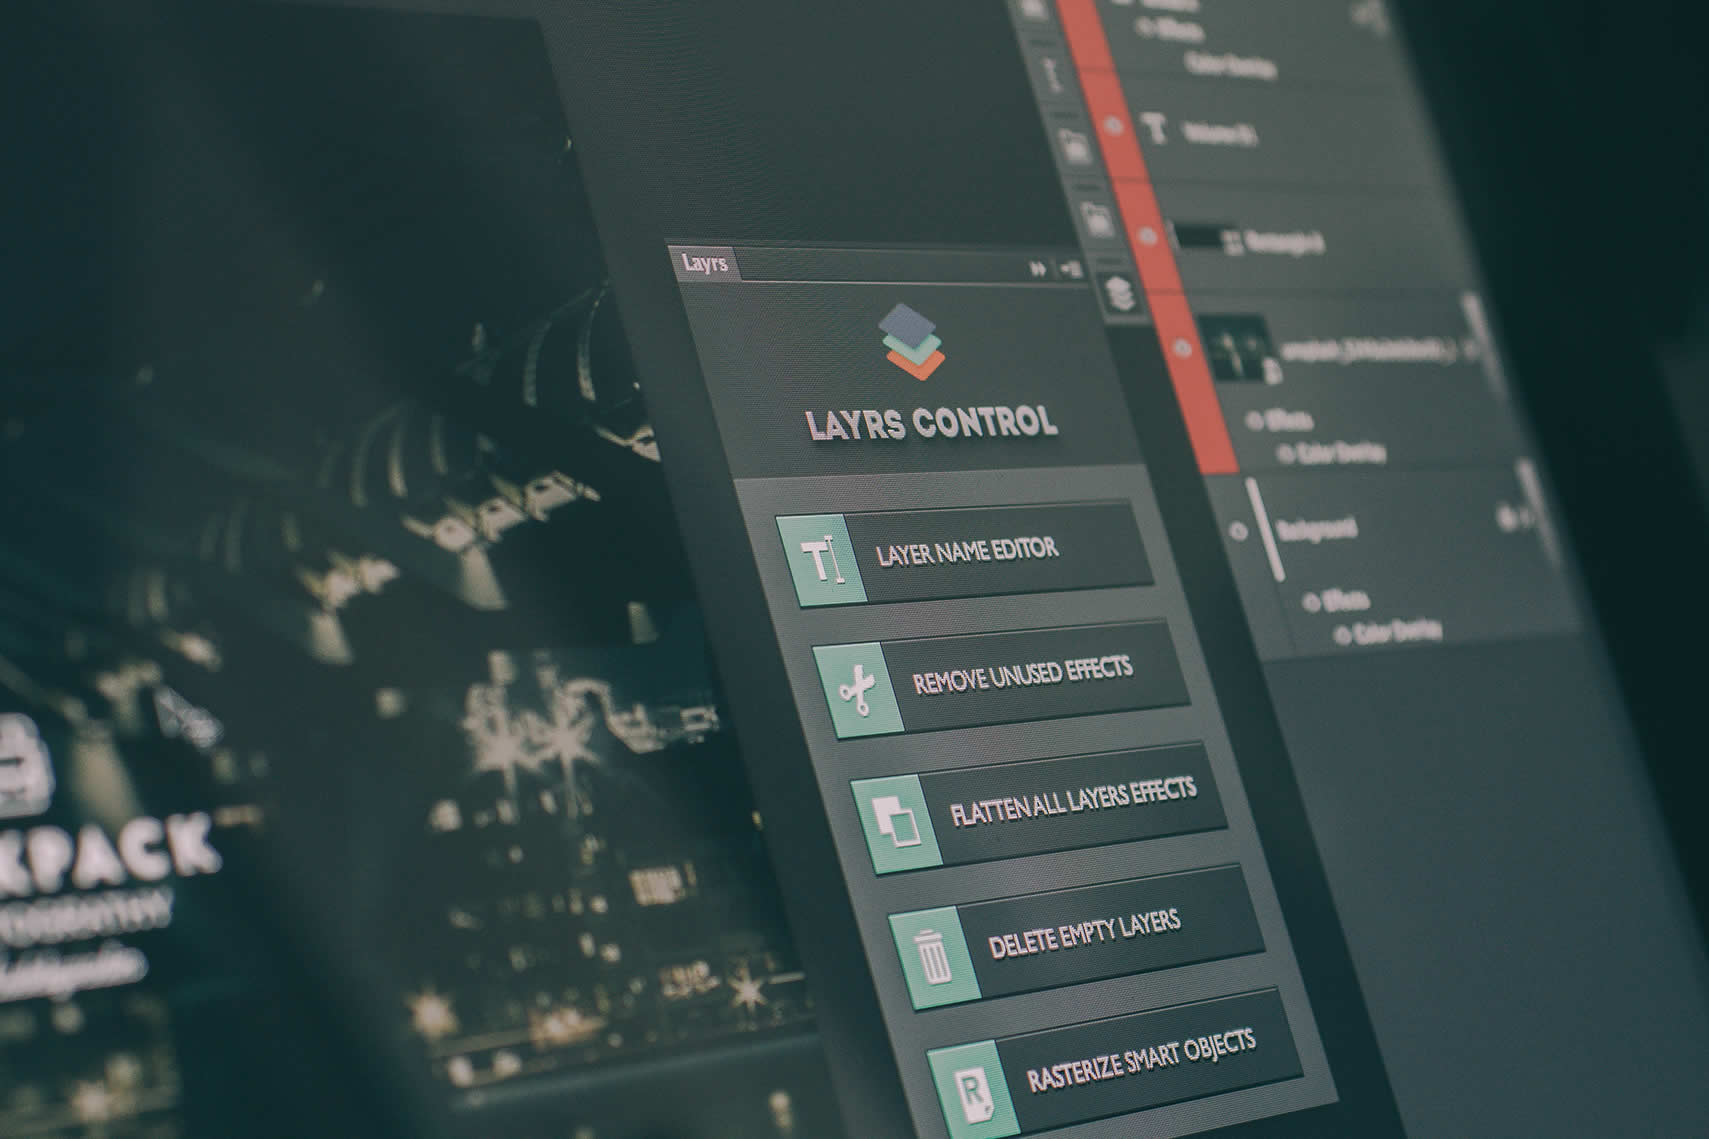 Effects
Color Overlay
T
Layrs
LAYRS CONTROL
Effects
Color Overlay
T LAYER NAME EDITOR
Background
Effects
Color Overlay
REMOVE UNUSED EFFECTS
FLATTEN ALL LAYERS EFFECTS
KPACK
DELETE EMPTY LAYERS
R RASTERIZE SMART OBJECTS